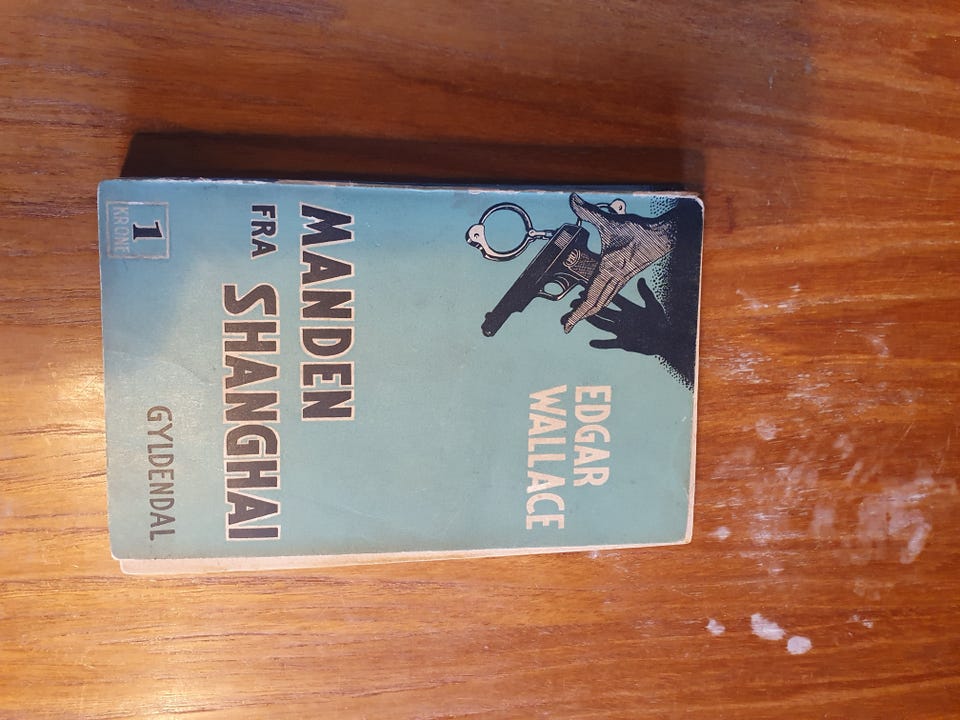 EDGAR
WALLACE
MANDEN
FRA SHANGHAI
1
KRONE
GYLDENDAL